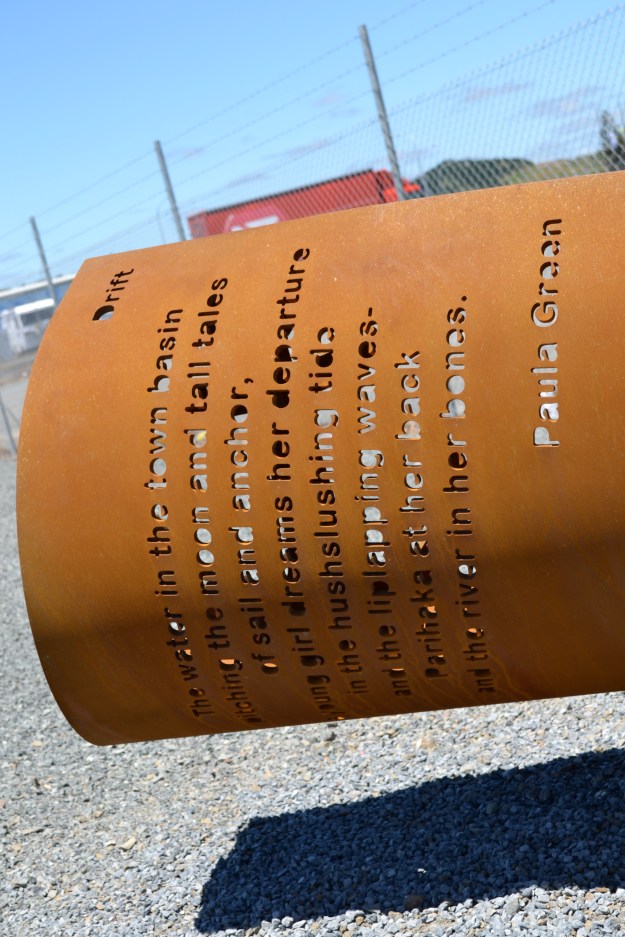 Drift
The water in the town basin
itching the moon and tall tales
of sail and anchor,
young girl dreams her departure
in the hushslushing tide
and the liplapping waves-
Parihaka at her back
and the river in her bones.
Paula Green